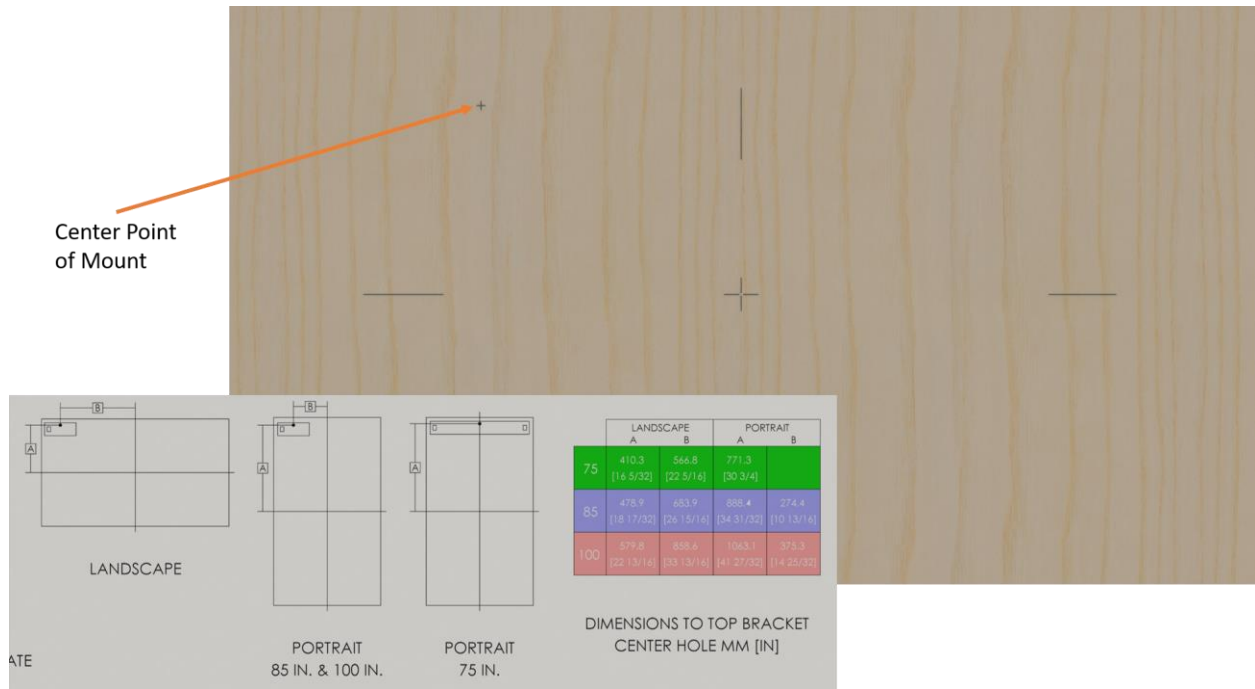 Center Point
of Mount
B
A
LANDSCAPE
ATE
B
A
PORTRAIT
85 IN. & 100 IN.
A
PORTRAIT
75 IN.
LANDSCAPE PORTRAIT
A B A B
75 410.3 566.8 771.3
[16 5/32] [22 5/16] [30 3/4]
85 478.9 683.9 888.4 274.4
[18 17/32] [26 15/16] [34 31/32] [10 13/16]
100 579.8 858.6 1063.1 375.3
[22 13/16] [33 13/16] [41 27/32] [14 25/32]
DIMENSIONS TO TOP BRACKET
CENTER HOLE MM [IN]